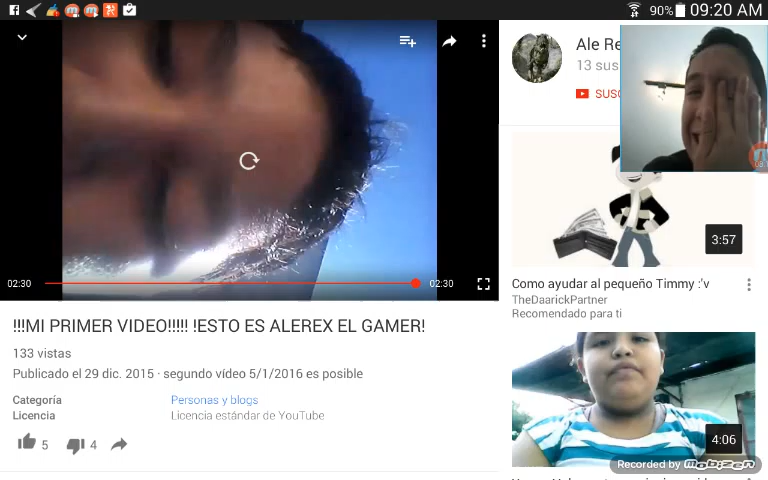 90% 09:20 AM
02:30 02:30
!!!MI PRIMER VIDEO!!!!! !ESTO ES ALEREX EL GAMER!
133 vistas
Publicado el 29 dic. 2015 · segundo vídeo 5/1/2016 es posible
Categoría Personas y blogs
Licencia Licencia estándar de YouTube
5 4
Ale Re
13 sus
SUSC
3:57
Como ayudar al pequeño Timmy :'v
TheDaarickPartner
Recomendado para ti
4:06
Recorded by mobizen